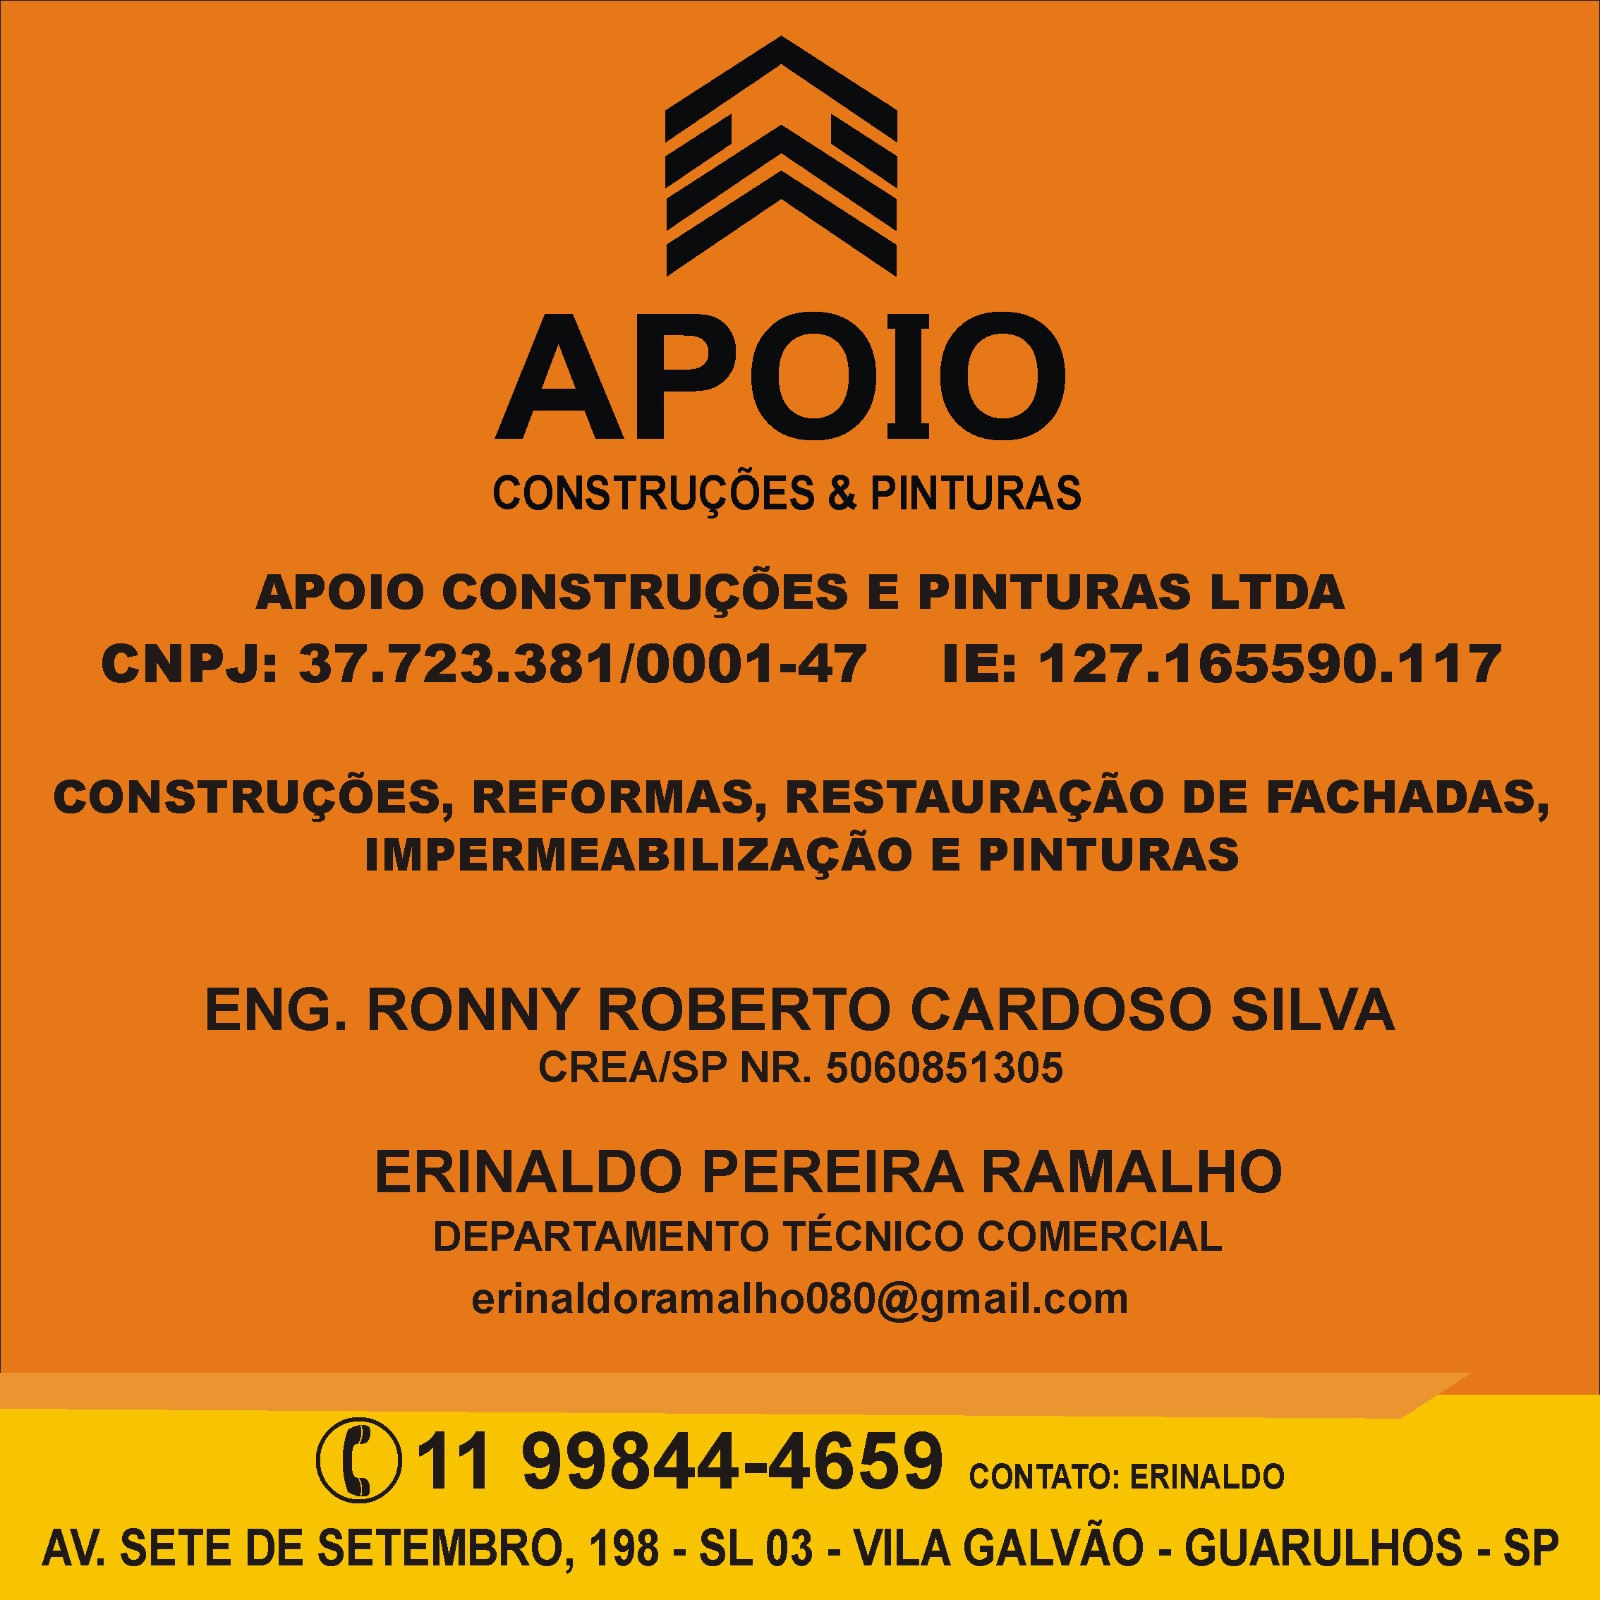 APOIO
CONSTRUÇÕES & PINTURAS
APOIO CONSTRUÇÕES E PINTURAS LTDA
CNPJ: 37.723.381/0001-47 IE: 127.165590.117
CONSTRUÇÕES, REFORMAS, RESTAURAÇÃO DE FACHADAS,
IMPERMEABILIZAÇÃO E PINTURAS
ENG. RONNY ROBERTO CARDOSO SILVA
CREA/SP NR. 5060851305
ERINALDO PEREIRA RAMALHO
DEPARTAMENTO TÉCNICO COMERCIAL
erinaldoramalho080@gmail.com
11 99844-4659 CONTATO: ERINALDO
AV. SETE DE SETEMBRO, 198 - SL 03 - VILA GALVÃO - GUARULHOS - SP